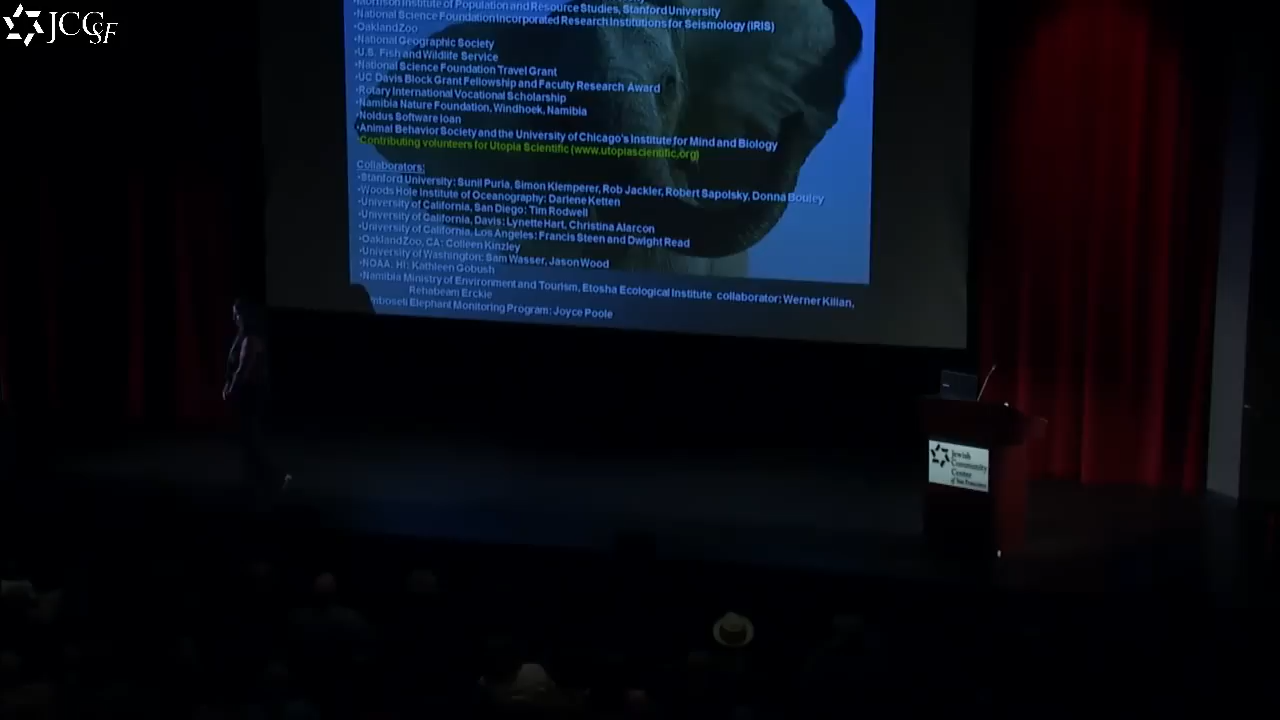 JCCSF
Morrison Institute of Population and Resource Studies, Stanford University
•National Science Foundation Incorporated Research Institutions for Seismology (IRIS)
•Oakland Zoo
•National Geographic Society
•U.S. Fish and Wildlife Service
•National Science Foundation Travel Grant
•UC Davis Block Grant Fellowship and Faculty Research Award
•Rotary International Vocational Scholarship
•Namibia Nature Foundation, Windhoek, Namibia
•Noldus Software loan
•Animal Behavior Society and the University of Chicago's Institute for Mind and Biology
•Contributing volunteers for Utopia Scientific (www.utopiascientific.org)
Collaborators:
•Stanford University: Sunil Puria, Simon Klemperer, Rob Jackler, Robert Sapolsky, Donna Bouley
•Woods Hole Institute of Oceanography: Darlene Ketten
•University of California, San Diego: Tim Rodwell
•University of California, Davis: Lynette Hart, Christina Alarcon
•University of California, Los Angeles: Francis Steen and Dwight Read
•Oakland Zoo, CA: Colleen Kinzley
•University of Washington: Sam Wasser, Jason Wood
•NOAA, HI: Kathleen Gobush
•Namibia Ministry of Environment and Tourism, Etosha Ecological Institute collaborator: Werner Kilian,
Rehabeam Erckie
mboseli Elephant Monitoring Program: Joyce Poole
Jewish
Community
Center
of San Francisco